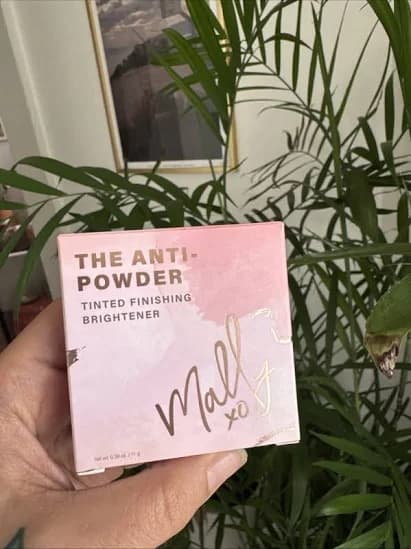 THE ANTI-
POWDER
TINTED FINISHING
BRIGHTENER
Mally
xo